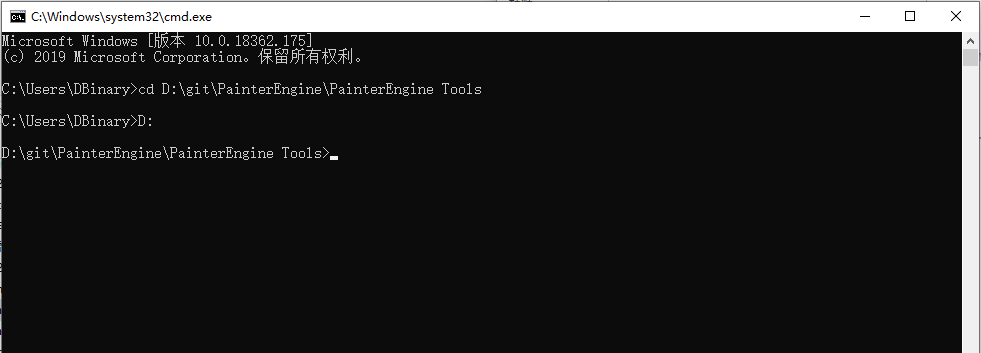 C:\Windows\system32\cmd.exe
Microsoft Windows [版本 10.0.18362.175]
(c) 2019 Microsoft Corporation。保留所有权利。
C:\Users\DBinary>cd D:\git\PainterEngine\PainterEngine Tools
C:\Users\DBinary>D:
D:\git\PainterEngine\PainterEngine Tools>